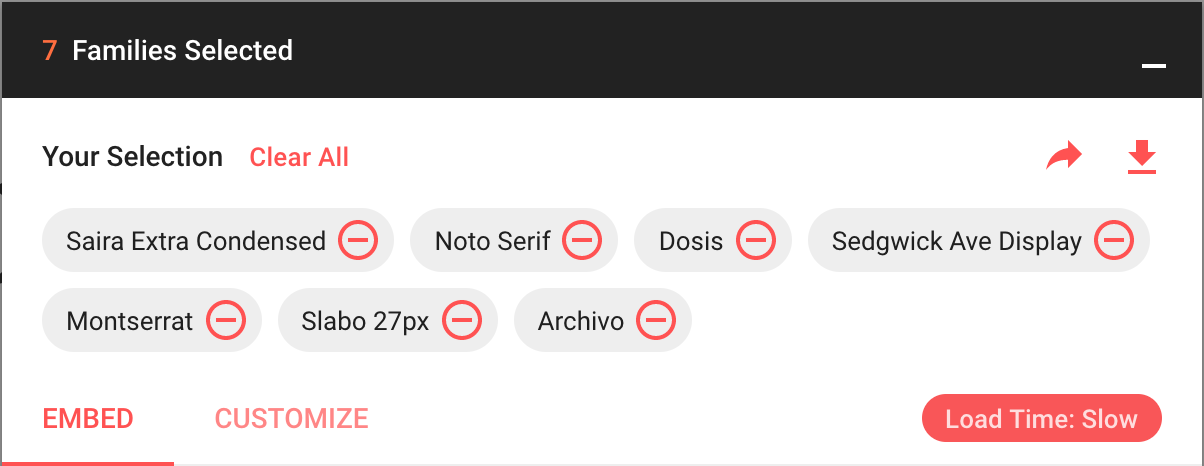 7 Families Selected
Your Selection Clear All
Saira Extra Condensed Noto Serif Dosis Sedgwick Ave Display
Montserrat Slabo 27px Archivo
EMBED CUSTOMIZE Load Time: Slow